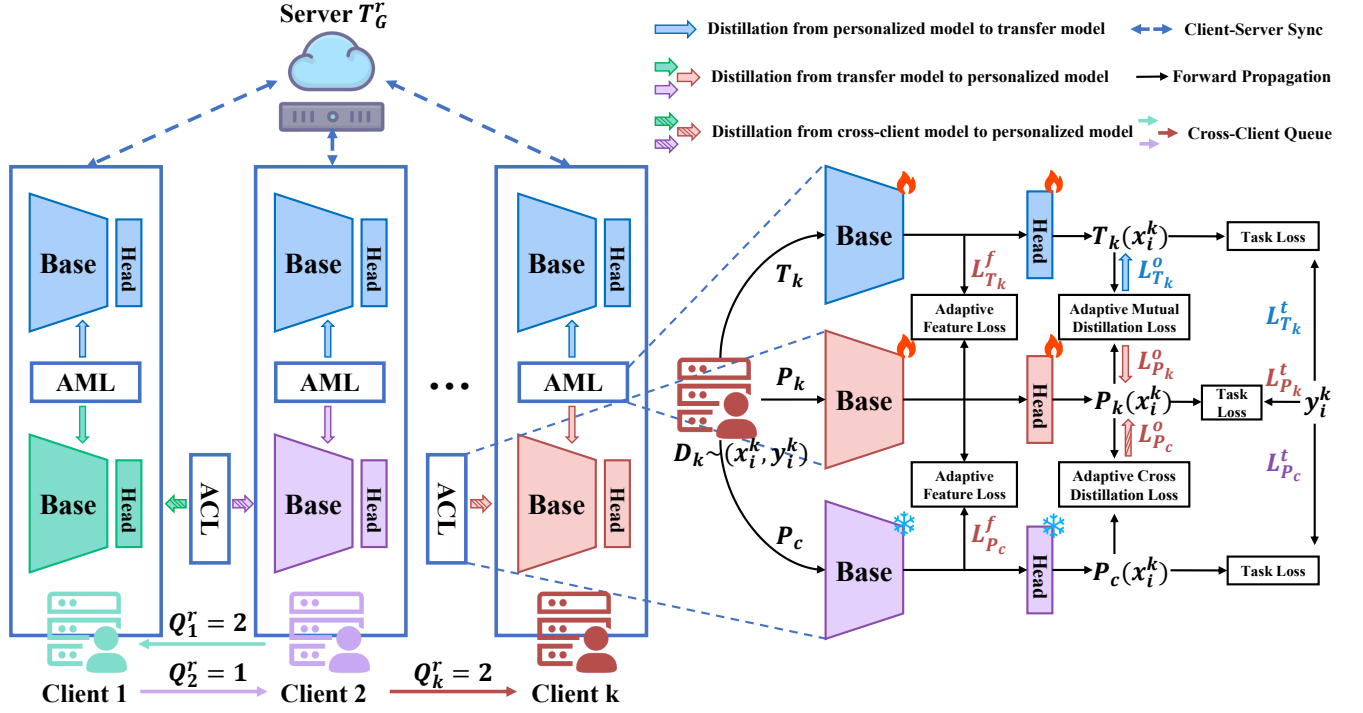 Server $T_G^r$
Distillation from personalized model to transfer model
Client-Server Sync
Distillation from transfer model to personalized model
Forward Propagation
Distillation from cross-client model to personalized model
Cross-Client Queue
Base
Head
AML
Base
Head
ACL
$Q_1^r = 2$
$Q_2^r = 1$
Client 1
Base
Head
AML
Base
Head
Client 2
...
ACL
$Q_k^r = 2$
Base
Head
AML
Base
Head
Client k
$D_k \sim (x_i^k, y_i^k)$
$T_k$
Base
Head
$T_k(x_i^k)$
Task Loss
$L_{T_k}^f$
$L_{T_k}^o$
Adaptive
Feature Loss
Adaptive Mutual
Distillation Loss
$L_{T_k}^t$
$P_k$
Base
Head
$L_{P_k}^o$
$P_k(x_i^k)$
Task
Loss
$L_{P_k}^t$
$y_i^k$
$L_{P_c}^o$
Adaptive
Feature Loss
Adaptive Cross
Distillation Loss
$L_{P_c}^t$
$P_c$
Base
$L_{P_c}^f$
Head
$P_c(x_i^k)$
Task Loss